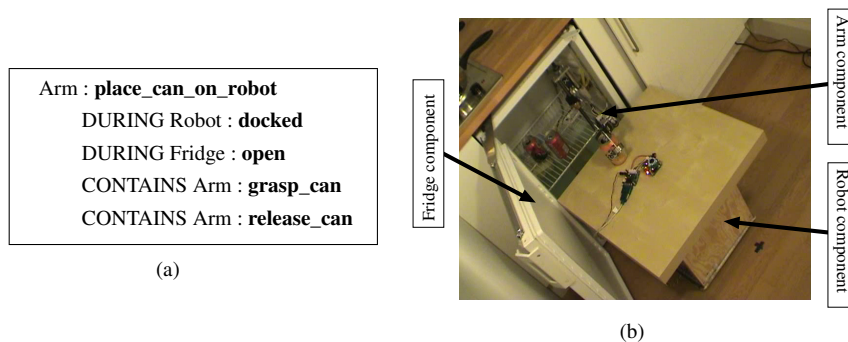 Arm : place_can_on_robot
DURING Robot : docked
DURING Fridge : open
CONTAINS Arm : grasp_can
CONTAINS Arm : release_can
(a)
Fridge component
Arm component
Robot component
(b)